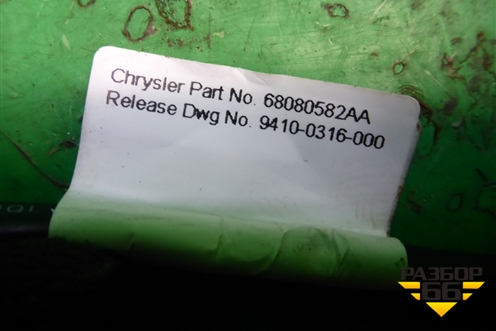 Chrysler Part No. 68080582AA
Release Dwg No. 9410-0316-000
РАЗБОР
66